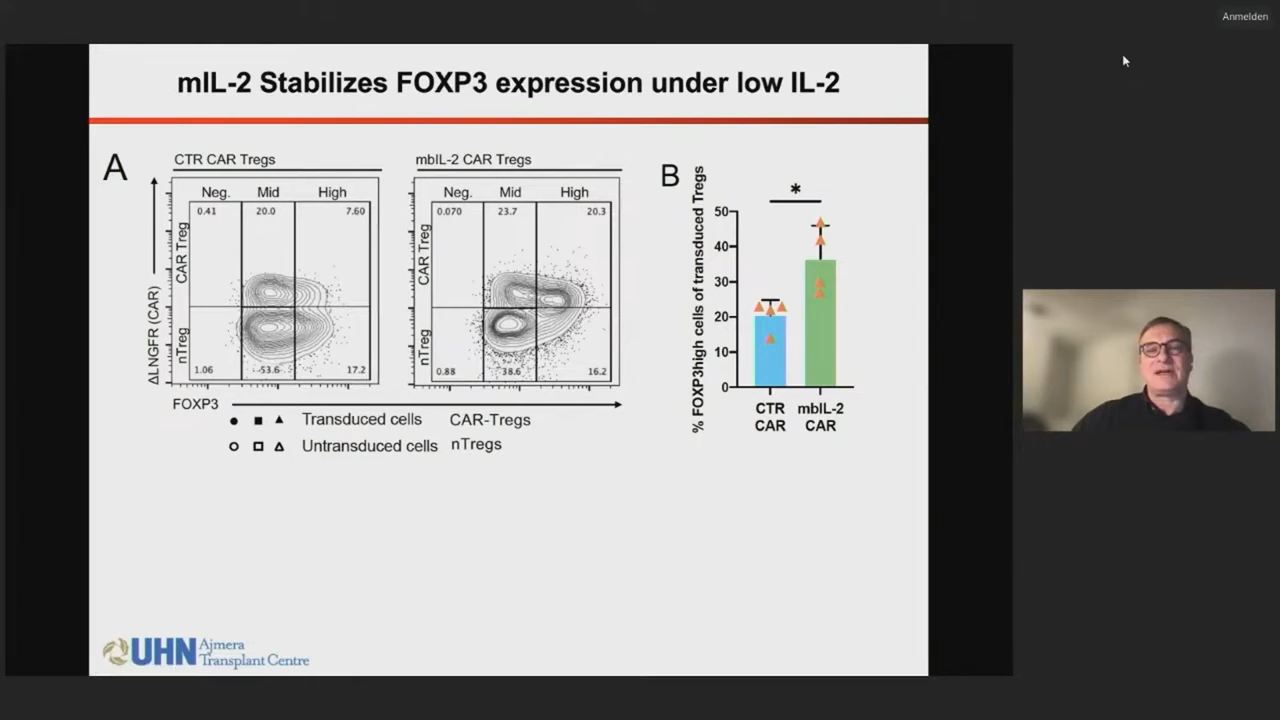 Anmelden
mIL-2 Stabilizes FOXP3 expression under low IL-2
A
CTR CAR Tregs
Neg. Mid High
0.41 20.0 7.60
CAR Treg
nTreg
ΔLNGFR (CAR)
1.06 53.6 17.2
mbIL-2 CAR Tregs
Neg. Mid High
0.070 23.7 20.3
CAR Treg
nTreg
0.88 38.6 16.2
FOXP3
Transduced cells CAR-Tregs
Untransduced cells nTregs
B
*
% FOXP3high cells of transduced Tregs
50
40
30
20
10
0
CTR CAR
mbIL-2 CAR
UHN Ajmera
Transplant Centre